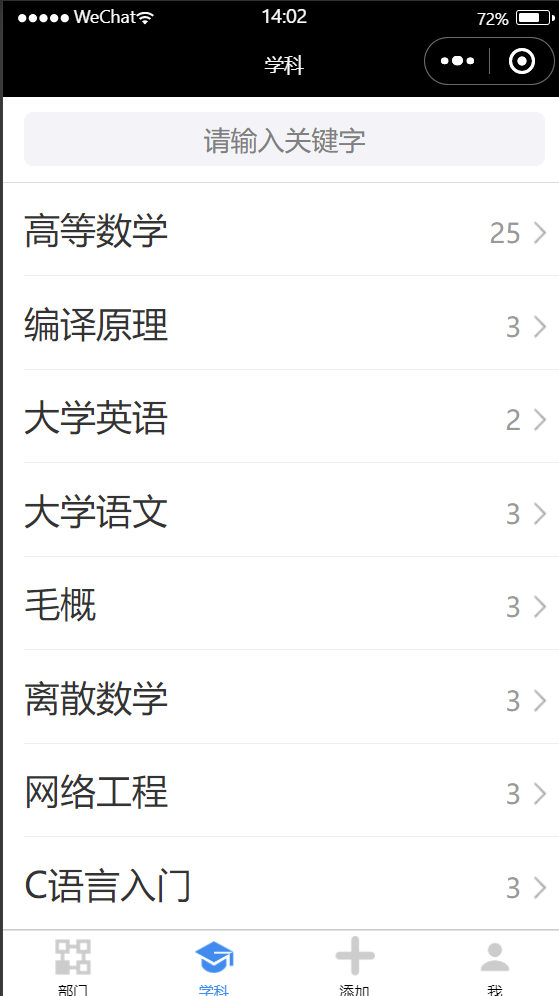 ●●●●● WeChat 14:02 72%
学科
请输入关键字
高等数学 25
编译原理 3
大学英语 2
大学语文 3
毛概 3
离散数学 3
网络工程 3
C语言入门 3
部门 学科 添加 我